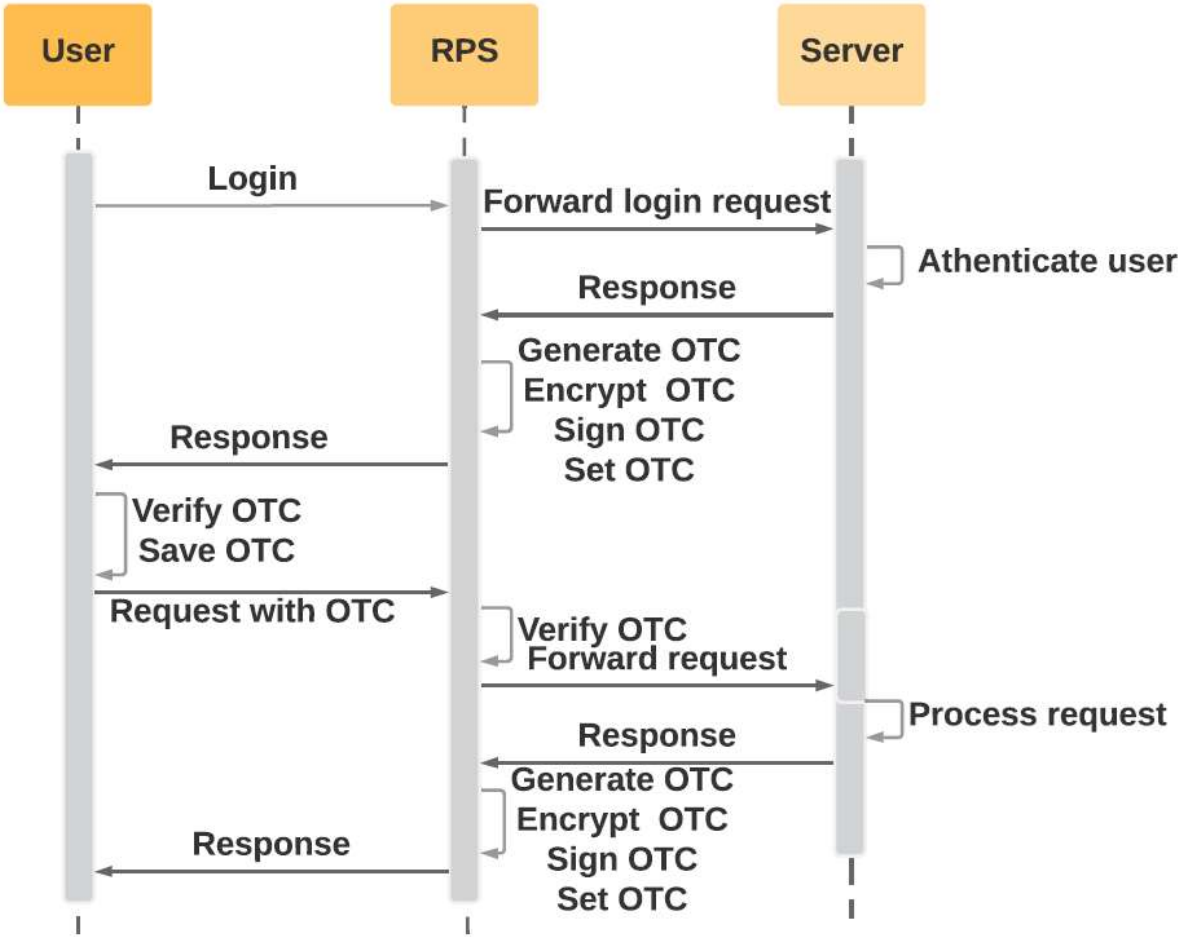 User
RPS
Server
Login
Forward login request
Athenticate user
Response
Generate OTC
Encrypt  OTC
Sign OTC
Set OTC
Response
Verify OTC
Save OTC
Request with OTC
Verify OTC
Forward request
Process request
Response
Generate OTC
Encrypt  OTC
Sign OTC
Set OTC
Response